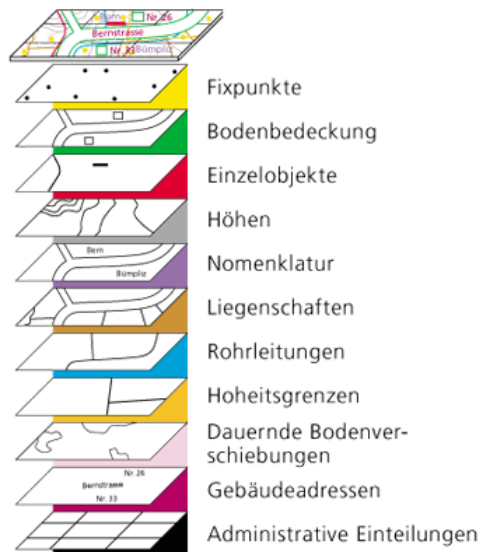 Bern Nr. 26
Bernstrasse
Nr. 33 Bümpliz
Fixpunkte
Bodenbedeckung
Einzelobjekte
Höhen
Bern
Bümpliz
Nomenklatur
Liegenschaften
Rohrleitungen
Hoheitsgrenzen
Dauernde Bodenver-
schiebungen
Nr. 26
Bernstrasse
Nr. 33
Gebäudeadressen
Administrative Einteilungen